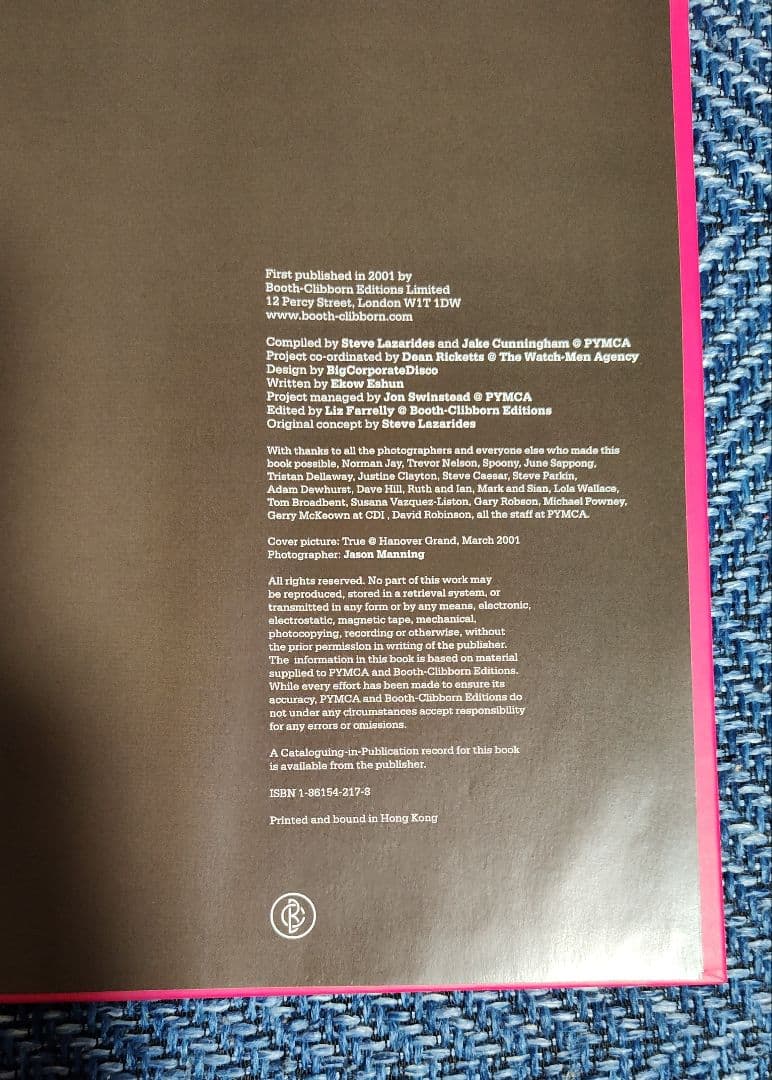 First published in 2001 by
Booth-Clibborn Editions Limited
12 Percy Street, London W1T 1DW
www.booth-clibborn.com
Compiled by Steve Lazarides and Jake Cunningham @ PYMCA
Project co-ordinated by Dean Ricketts @ The Watch-Men Agency
Design by BigCorporateDisco
Written by Ekow Eshun
Project managed by Jon Swinstead @ PYMCA
Edited by Liz Farrelly @ Booth-Clibborn Editions
Original concept by Steve Lazarides
With thanks to all the photographers and everyone else who made this
book possible, Norman Jay, Trevor Nelson, Spoony, June Sappong,
Tristan Dellaway, Justine Clayton, Steve Caesar, Steve Parkin,
Adam Dewhurst, Dave Hill, Ruth and Ian, Mark and Sian, Lola Wallace,
Tom Broadbent, Susana Vazquez-Liston, Gary Robson, Michael Powney,
Gerry McKeown at CDI , David Robinson, all the staff at PYMCA.
Cover picture: True @ Hanover Grand, March 2001
Photographer: Jason Manning
All rights reserved. No part of this work may
be reproduced, stored in a retrieval system, or
transmitted in any form or by any means, electronic,
electrostatic, magnetic tape, mechanical,
photocopying, recording or otherwise, without
the prior permission in writing of the publisher.
The information in this book is based on material
supplied to PYMCA and Booth-Clibborn Editions.
While every effort has been made to ensure its
accuracy, PYMCA and Booth-Clibborn Editions do
not under any circumstances accept responsibility
for any errors or omissions.
A Cataloguing-in-Publication record for this book
is available from the publisher.
ISBN 1-86154-217-8
Printed and bound in Hong Kong